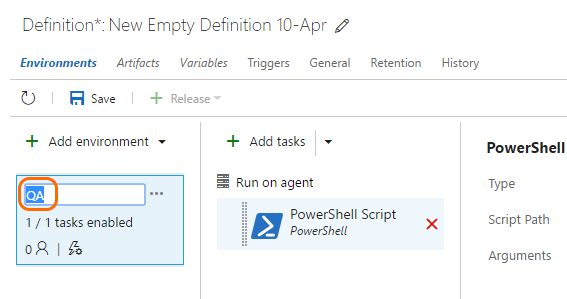 Definition*: New Empty Definition 10-Apr
Environments Artifacts Variables Triggers General Retention History
Save Release
Add environment
Add tasks
PowerShell
QA
Run on agent
Type
1 / 1 tasks enabled
PowerShell Script
PowerShell
Script Path
0
Arguments